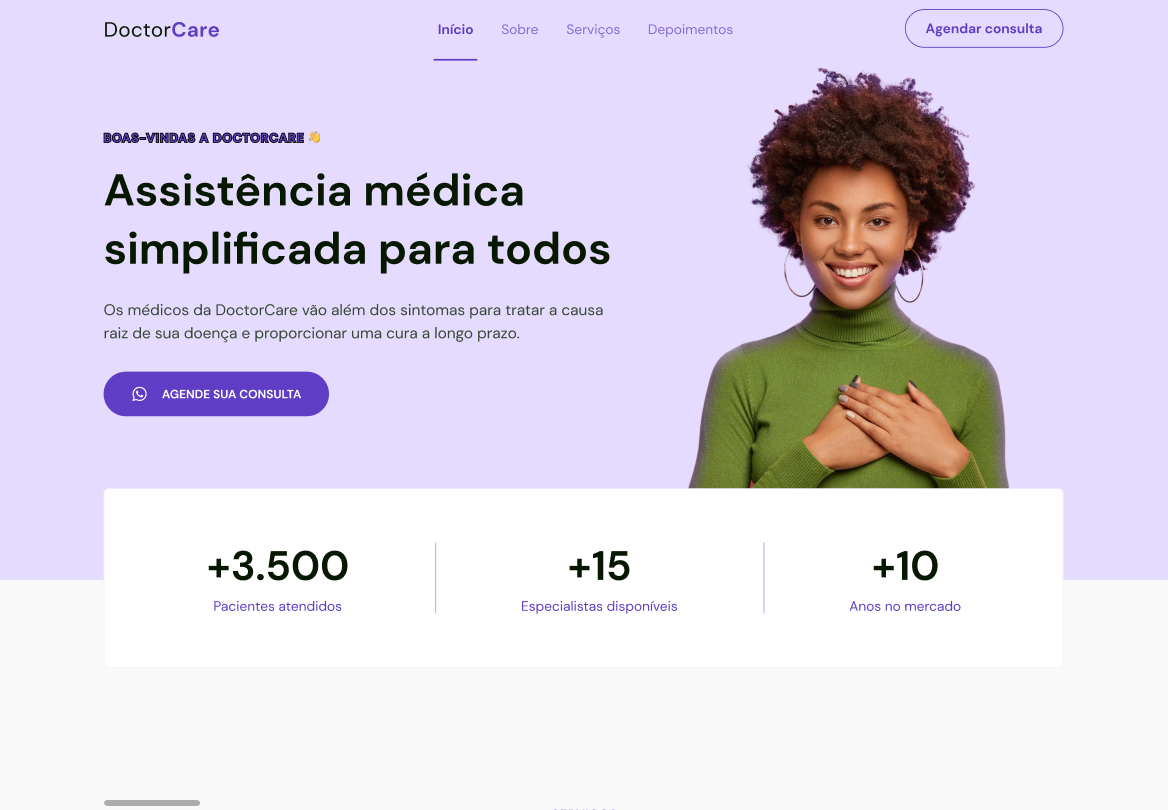 DoctorCare
Início
Sobre
Serviços
Depoimentos
Agendar consulta
BOAS-VINDAS A DOCTORCARE 👋
Assistência médica
simplificada para todos
Os médicos da DoctorCare vão além dos sintomas para tratar a causa
raiz de sua doença e proporcionar uma cura a longo prazo.
AGENDE SUA CONSULTA
+3.500
Pacientes atendidos
+15
Especialistas disponíveis
+10
Anos no mercado